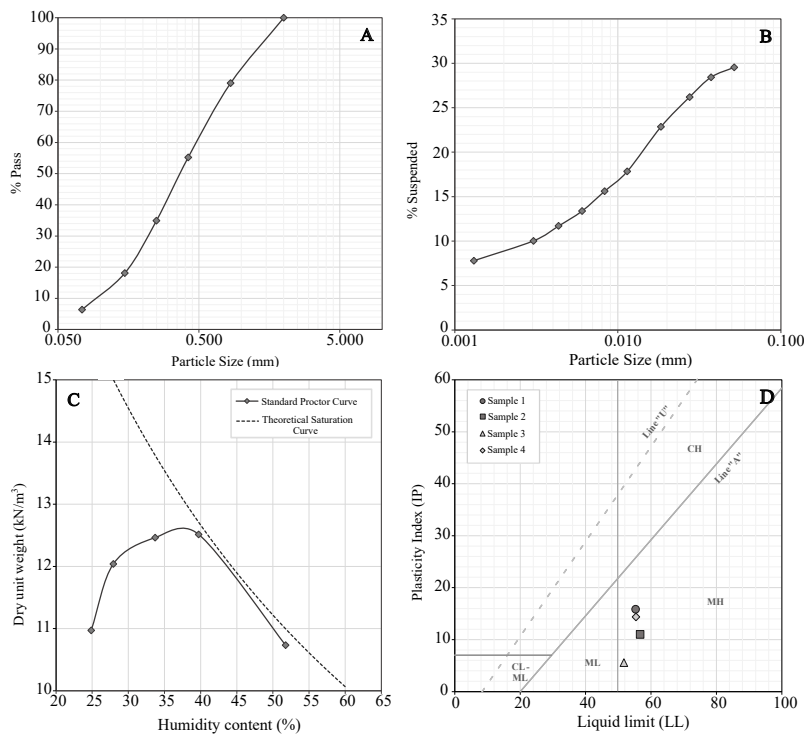 A
100
90
80
70
60
50
40
30
20
10
0
% Pass
0.050
0.500
5.000
Particle Size (mm)
B
35
30
25
20
15
10
5
0
% Suspended
0.001
0.010
0.100
Particle Size (mm)
C
15
14
13
12
11
10
Dry unit weight (kN/m³)
Standard Proctor Curve
Theoretical Saturation
Curve
20
25
30
35
40
45
50
55
60
65
Humidity content (%)
D
60
50
40
30
20
10
0
Plasticity Index (IP)
Sample 1
Sample 2
Sample 3
Sample 4
Line "U"
CH
Line "A"
MH
ML
CL-
ML
0
20
40
60
80
100
Liquid limit (LL)